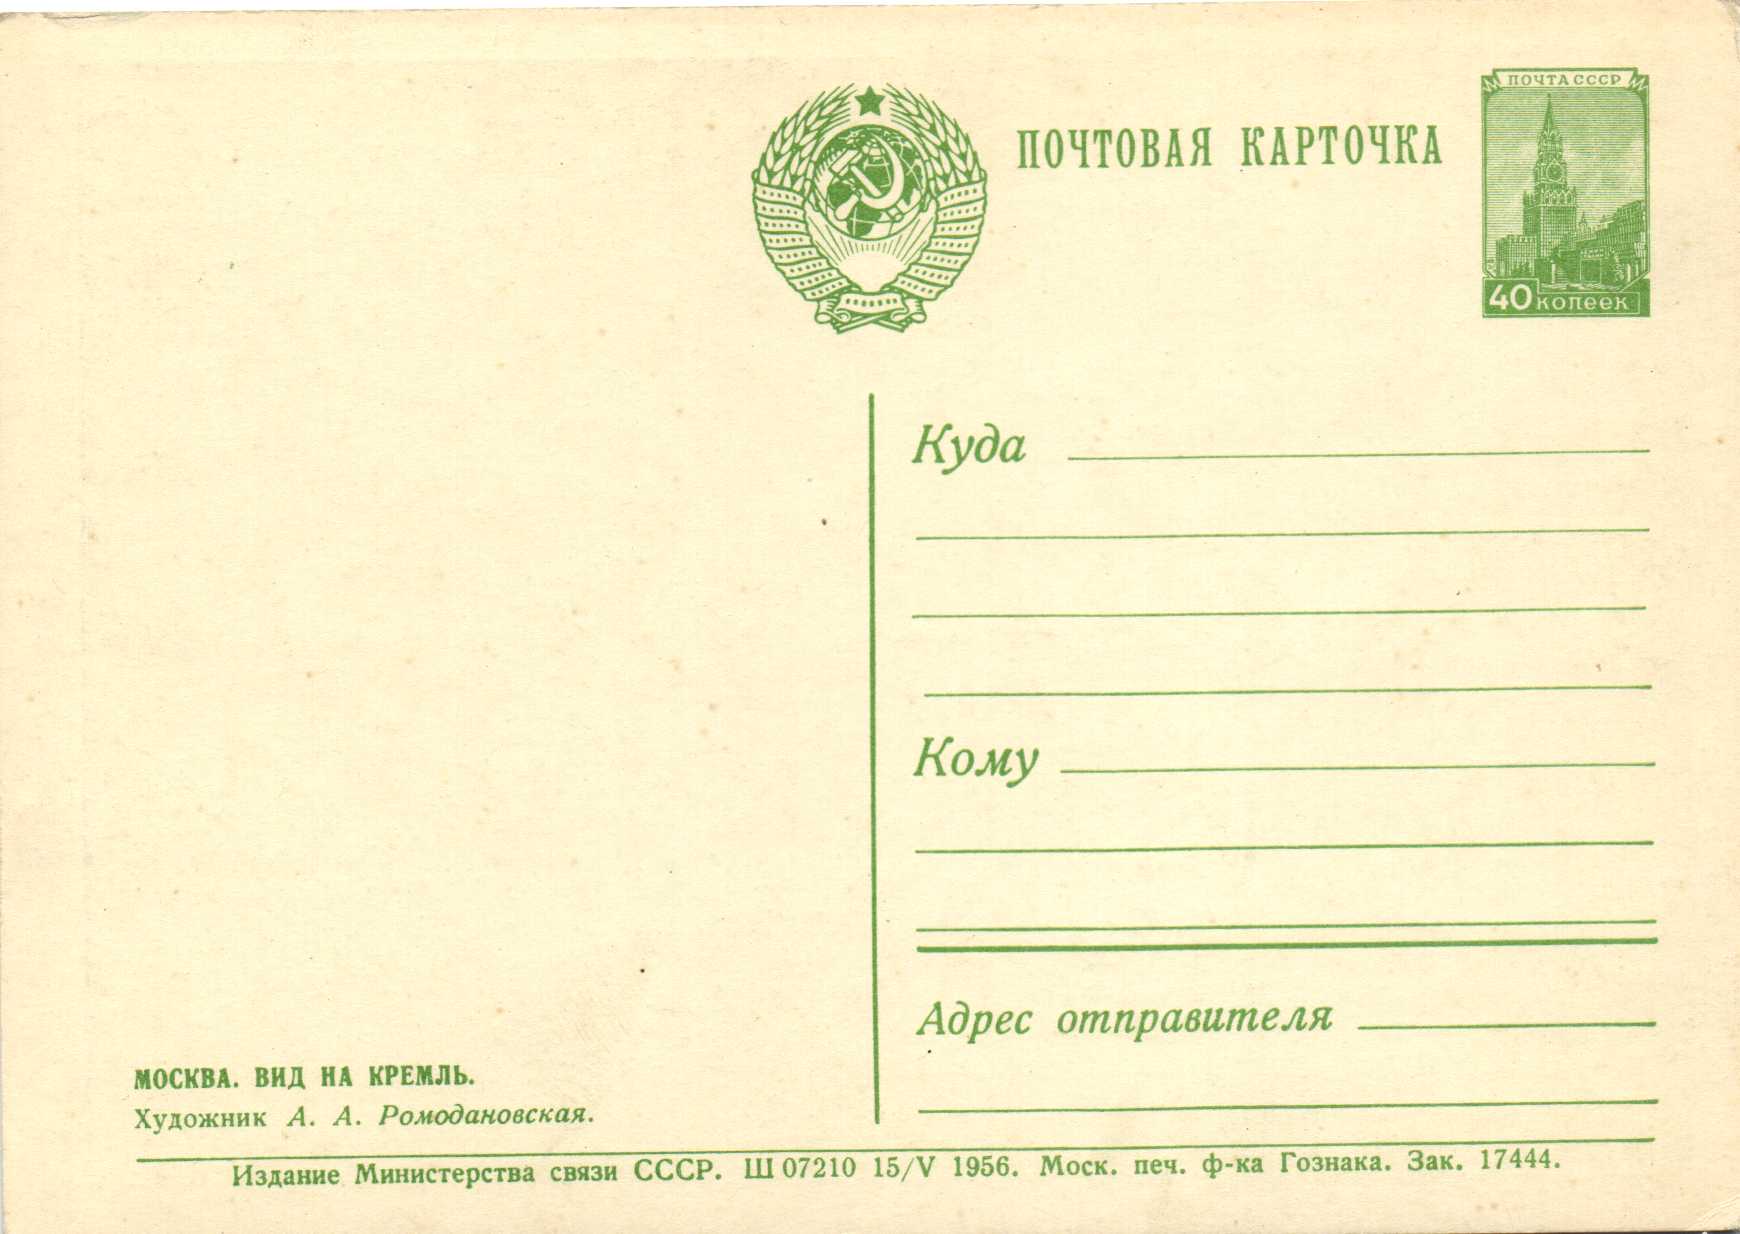 ПОЧТОВАЯ КАРТОЧКА
ПОЧТА СССР
40 КОПЕЕК
Куда
Кому
Адрес отправителя
МОСКВА. ВИД НА КРЕМЛЬ.
Художник А. А. Ромодановская.
Издание Министерства связи СССР. Ш 07210 15/V 1956. Моск. печ. ф-ка Гознака. Зак. 17444.